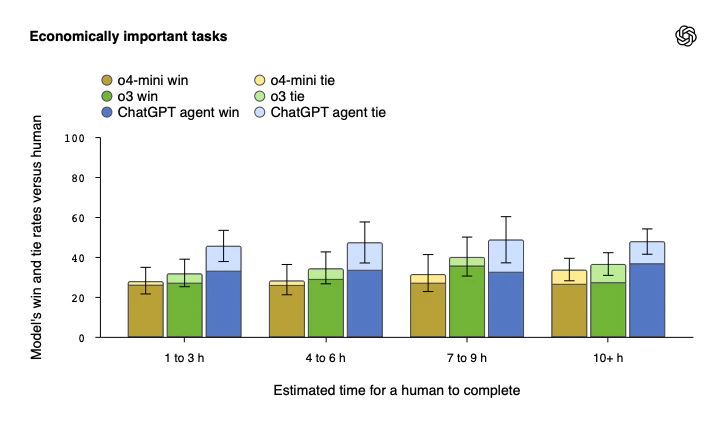 Economically important tasks
o4-mini win
o4-mini tie
o3 win
o3 tie
ChatGPT agent win
ChatGPT agent tie
Model's win and tie rates versus human
100
80
60
40
20
0
1 to 3 h
4 to 6 h
7 to 9 h
10+ h
Estimated time for a human to complete